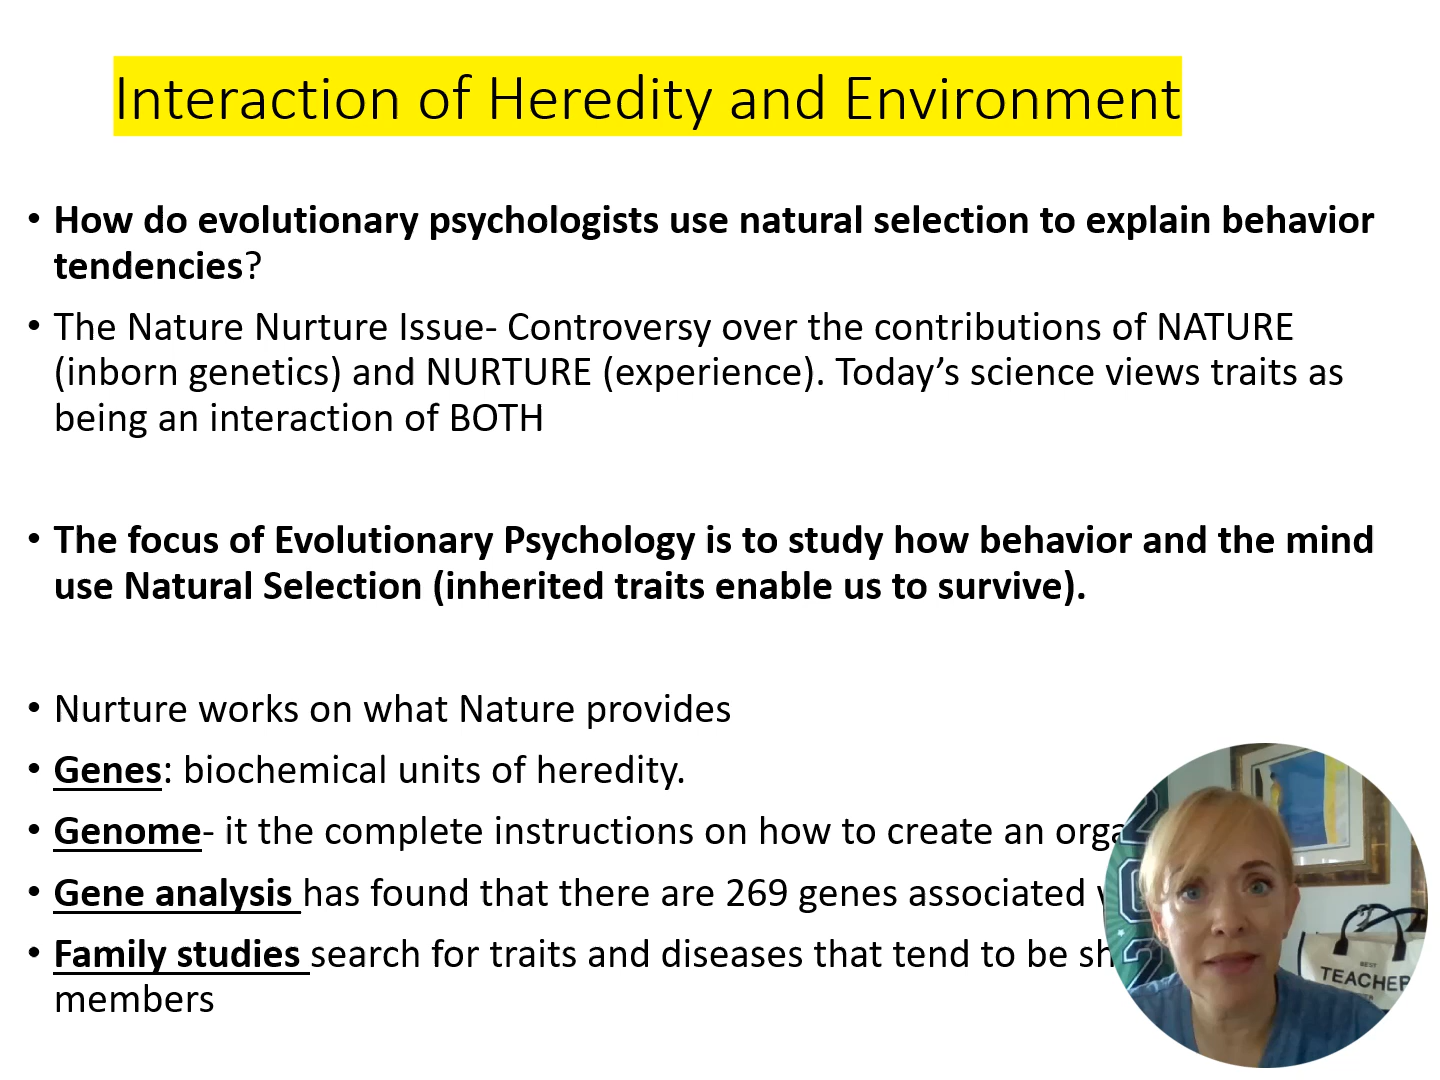 Interaction of Heredity and Environment
• How do evolutionary psychologists use natural selection to explain behavior
tendencies?
• The Nature Nurture Issue- Controversy over the contributions of NATURE
(inborn genetics) and NURTURE (experience). Today’s science views traits as
being an interaction of BOTH
• The focus of Evolutionary Psychology is to study how behavior and the mind
use Natural Selection (inherited traits enable us to survive).
• Nurture works on what Nature provides
• Genes: biochemical units of heredity.
• Genome- it the complete instructions on how to create an
• Gene analysis has found that there are 269 genes associated
• Family studies search for traits and diseases that tend to be
members
BEST
TEACHER